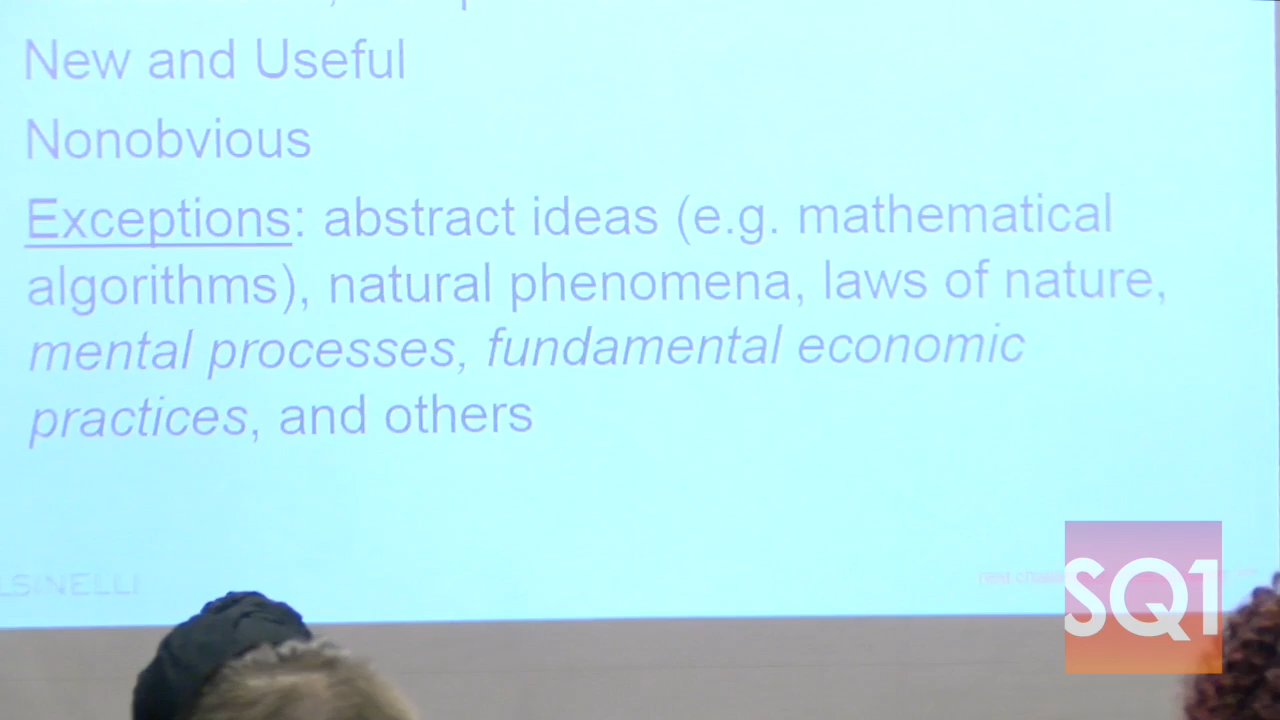 New and Useful
Nonobvious
Exceptions: abstract ideas (e.g. mathematical
algorithms), natural phenomena, laws of nature,
mental processes, fundamental economic
practices, and others
LSINELLI
SQ1